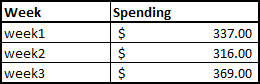 Week Spending
week1 $ 337.00
week2 $ 316.00
week3 $ 369.00